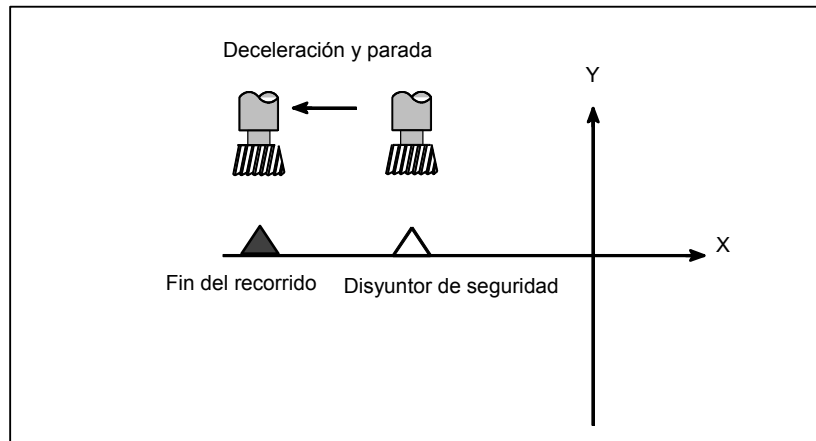 Deceleración y parada
Y
X
Fin del recorrido
Disyuntor de seguridad